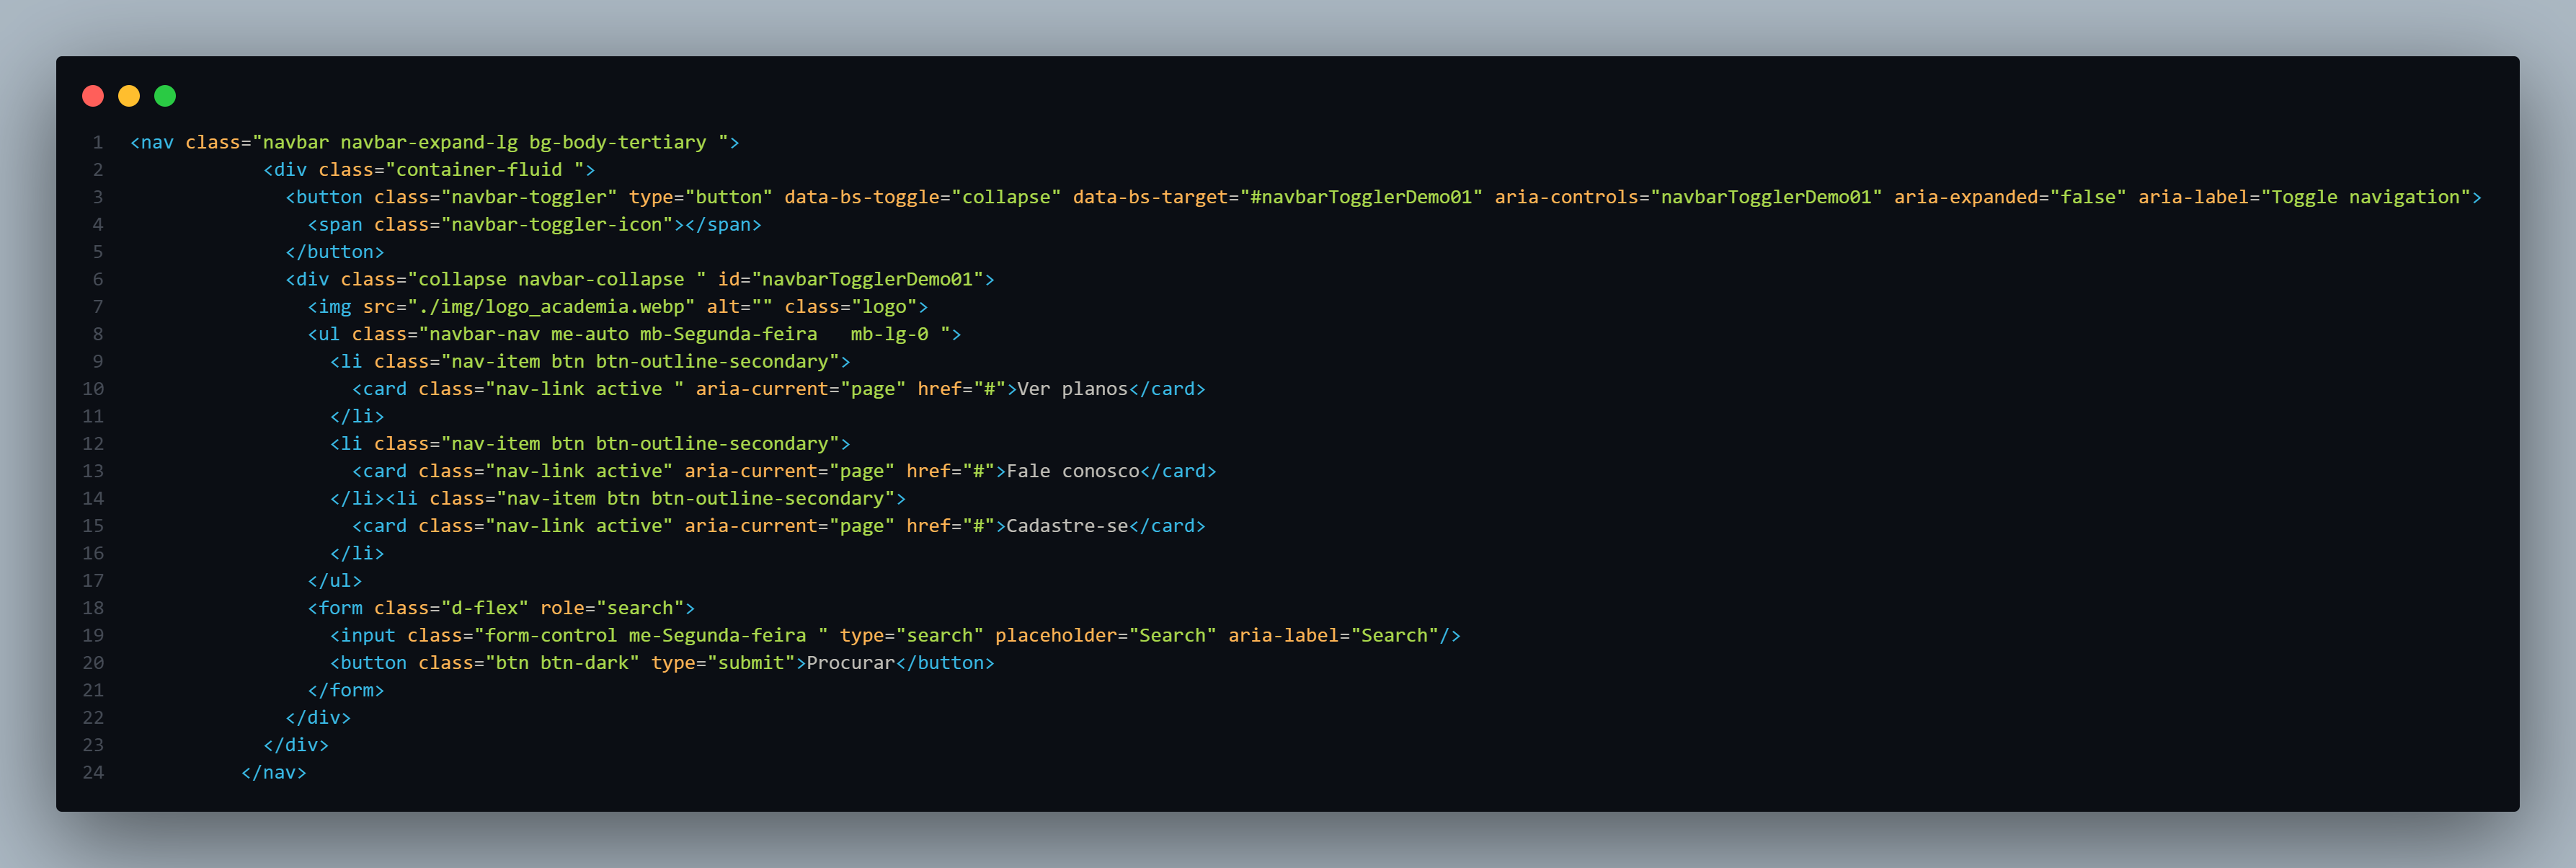 1 <nav class="navbar navbar-expand-lg bg-body-tertiary ">
2 <div class="container-fluid ">
3 <button class="navbar-toggler" type="button" data-bs-toggle="collapse" data-bs-target="#navbarTogglerDemo01" aria-controls="navbarTogglerDemo01" aria-expanded="false" aria-label="Toggle navigation">
4 <span class="navbar-toggler-icon"></span>
5 </button>
6 <div class="collapse navbar-collapse " id="navbarTogglerDemo01">
7 <img src="./img/logo_academia.webp" alt="" class="logo">
8 <ul class="navbar-nav me-auto mb-Segunda-feira   mb-lg-0 ">
9 <li class="nav-item btn btn-outline-secondary">
10 <card class="nav-link active " aria-current="page" href="#">Ver planos</card>
11 </li>
12 <li class="nav-item btn btn-outline-secondary">
13 <card class="nav-link active" aria-current="page" href="#">Fale conosco</card>
14 </li><li class="nav-item btn btn-outline-secondary">
15 <card class="nav-link active" aria-current="page" href="#">Cadastre-se</card>
16 </li>
17 </ul>
18 <form class="d-flex" role="search">
19 <input class="form-control me-Segunda-feira " type="search" placeholder="Search" aria-label="Search"/>
20 <button class="btn btn-dark" type="submit">Procurar</button>
21 </form>
22 </div>
23 </div>
24 </nav>